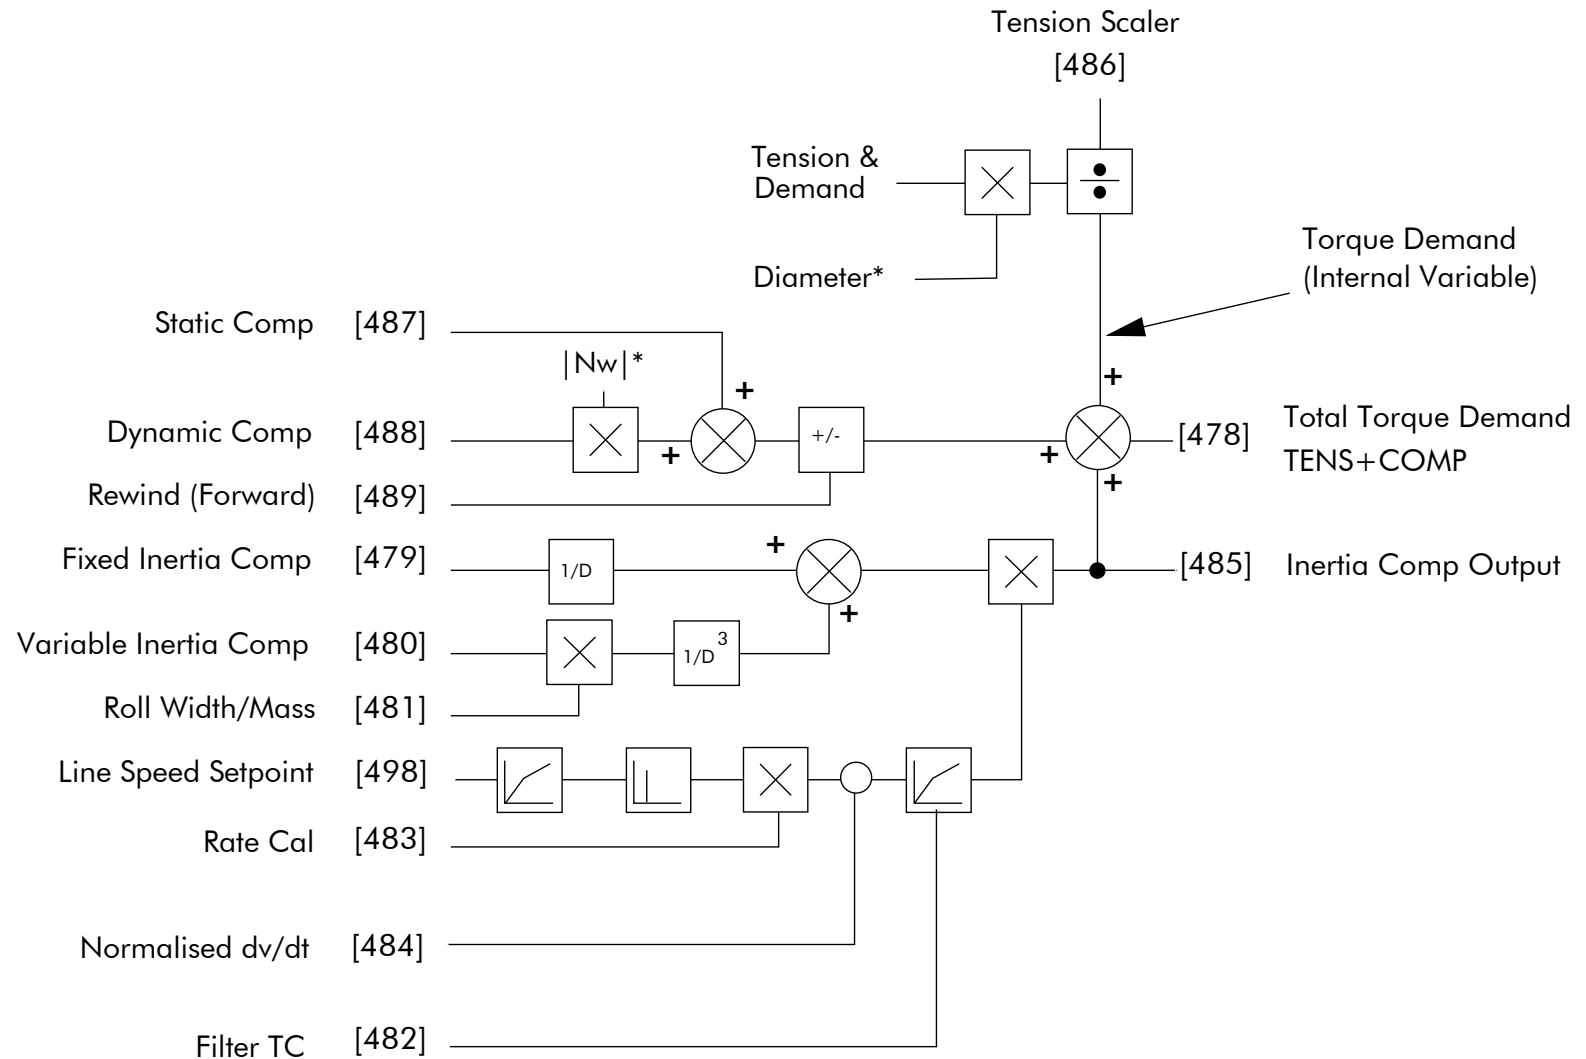 Tension Scaler
[486]
Tension &
Demand
Diameter*
Torque Demand
(Internal Variable)
Static Comp [487]
|Nw|*
+
+
Dynamic Comp [488]
+/-
[478] Total Torque Demand
+
+
TENS+COMP
+
Rewind (Forward) [489]
Fixed Inertia Comp [479]
1/D
+
[485] Inertia Comp Output
+
Variable Inertia Comp [480]
1/D 3
Roll Width/Mass [481]
Line Speed Setpoint [498]
Rate Cal [483]
Normalised dv/dt [484]
Filter TC [482]